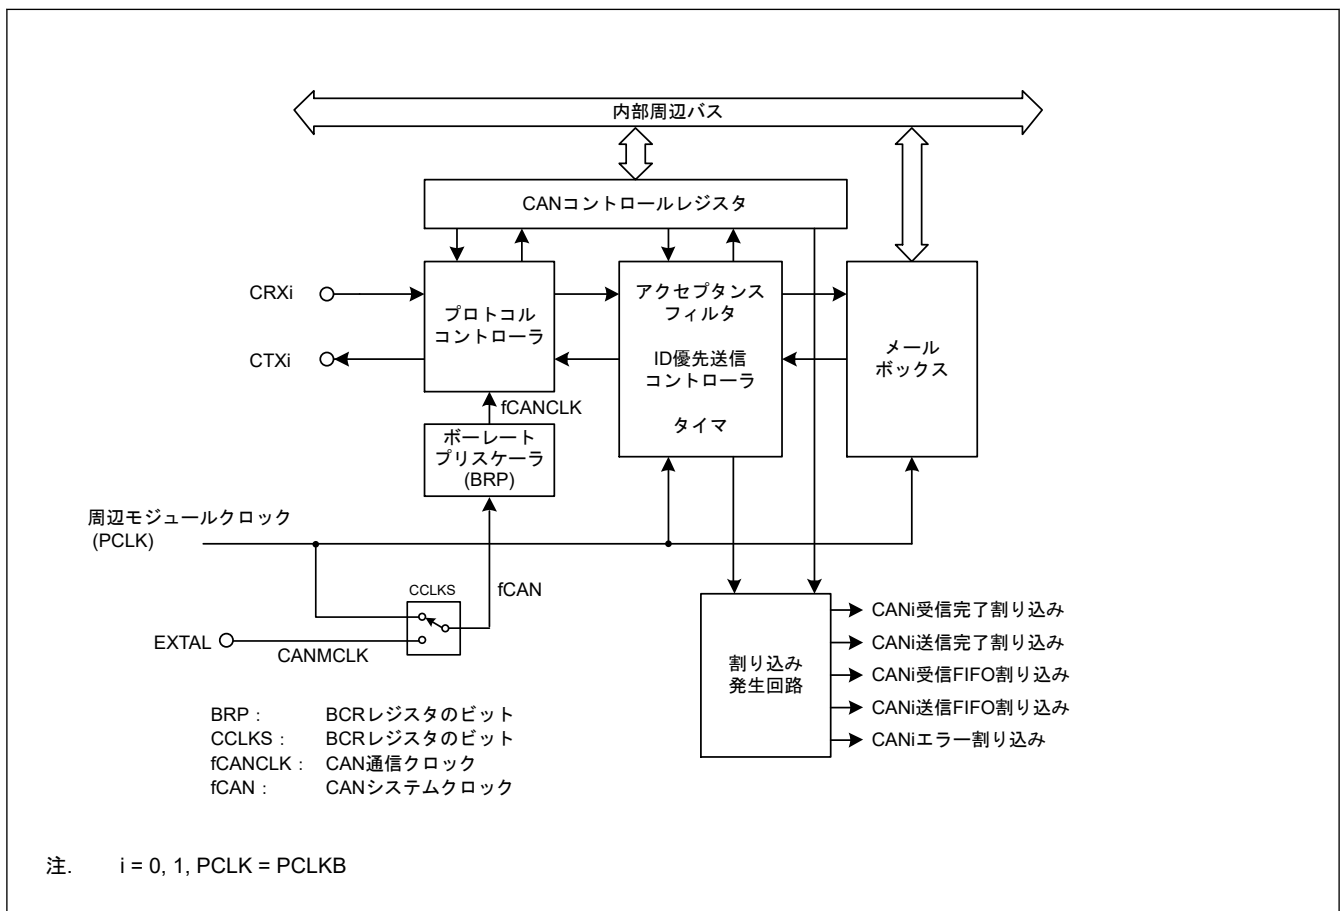 内部周辺バス
CANコントロールレジスタ
CRXi
CTXi
プロトコル
コントローラ
アクセプタンス
フィルタ
ID優先送信
コントローラ
タイマ
メール
ボックス
fCANCLK
ボーレート
プリスケーラ
(BRP)
周辺モジュールクロック
(PCLK)
CCLKS
fCAN
EXTAL
CANMCLK
割り込み
発生回路
CANi受信完了割り込み
CANi送信完了割り込み
CANi受信FIFO割り込み
CANi送信FIFO割り込み
CANiエラー割り込み
BRP : BCRレジスタのビット
CCLKS : BCRレジスタのビット
fCANCLK : CAN通信クロック
fCAN : CANシステムクロック
注. i = 0, 1, PCLK = PCLKB